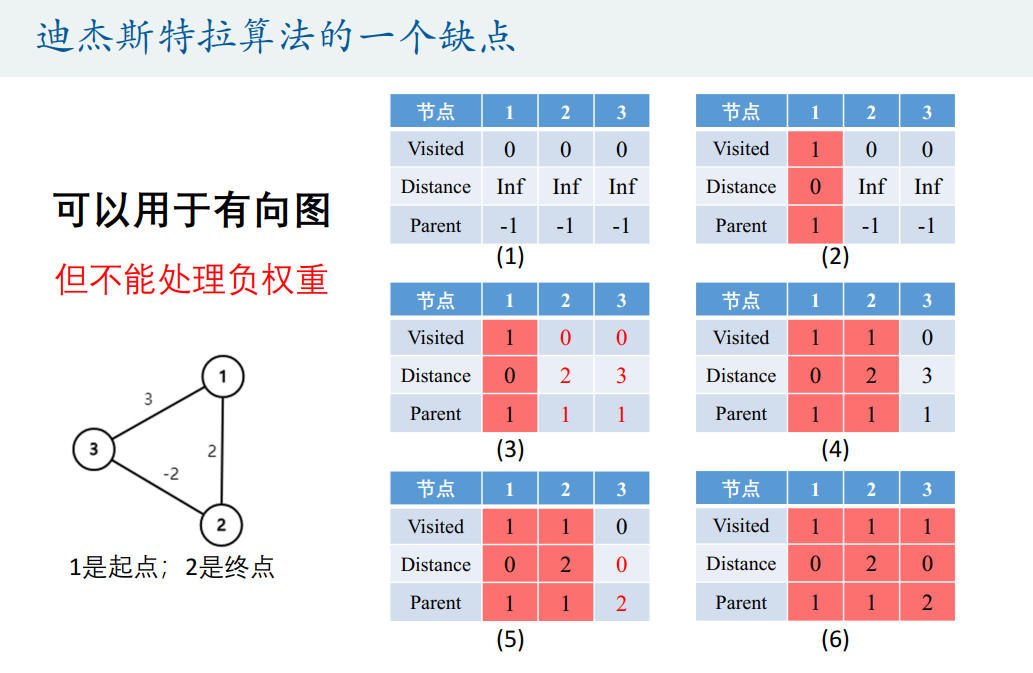 迪杰斯特拉算法的一个缺点
可以用于有向图
但不能处理负权重
1
3
3
2
-2
2
1是起点；2是终点
节点 1 2 3
Visited 0 0 0
Distance Inf Inf Inf
Parent -1 -1 -1
(1)
节点 1 2 3
Visited 1 0 0
Distance 0 Inf Inf
Parent 1 -1 -1
(2)
节点 1 2 3
Visited 1 0 0
Distance 0 2 3
Parent 1 1 1
(3)
节点 1 2 3
Visited 1 1 0
Distance 0 2 3
Parent 1 1 1
(4)
节点 1 2 3
Visited 1 1 0
Distance 0 2 0
Parent 1 1 2
(5)
节点 1 2 3
Visited 1 1 1
Distance 0 2 0
Parent 1 1 2
(6)